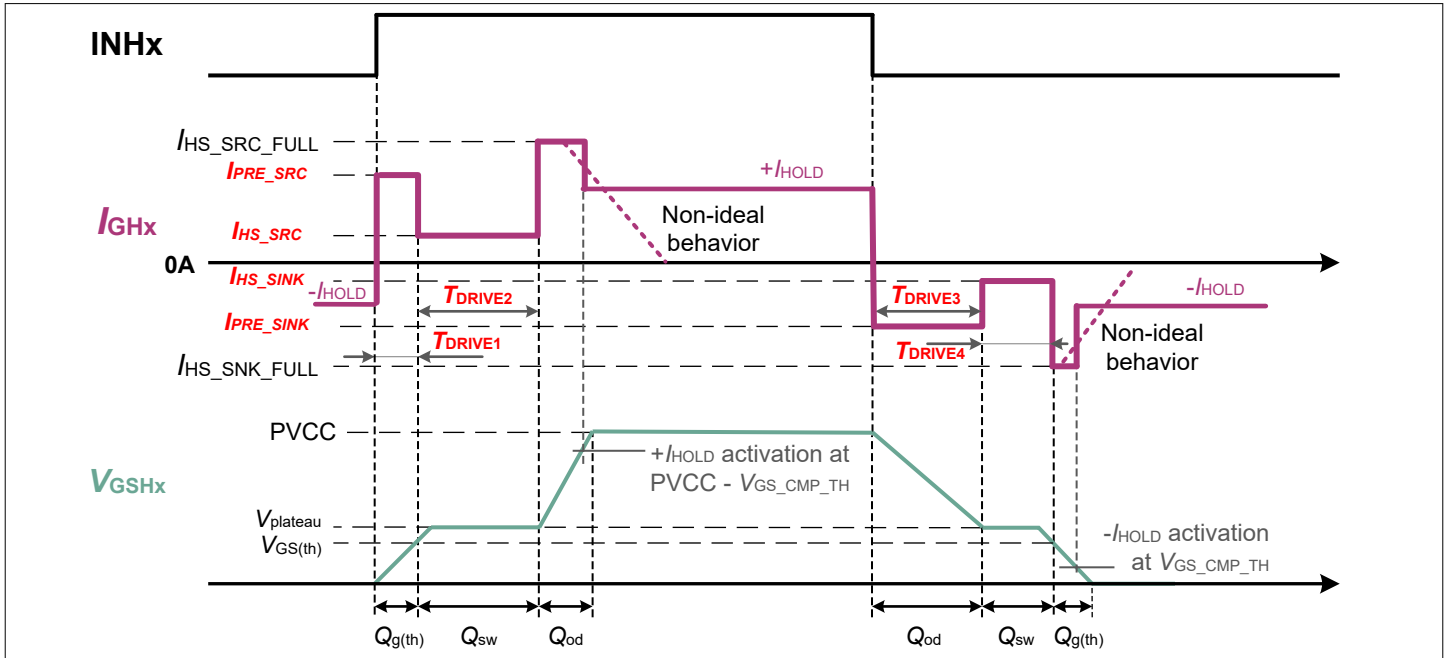 INHx
IHS_SRC_FULL
IPRE_SRC
+IHOLD
IGHx
IHS_SRC
Non-ideal
behavior
0A
IHS_SINK
-IHOLD
TDRIVE2
TDRIVE3
-IHOLD
IPRE_SINK
TDRIVE1
TDRIVE4
Non-ideal
behavior
IHS_SNK_FULL
PVCC
+IHOLD activation at
PVCC - VGS_CMP_TH
VGSHx
Vplateau
VGS(th)
-IHOLD activation
at VGS_CMP_TH
Qg(th)
Qsw
Qod
Qod
Qsw
Qg(th)